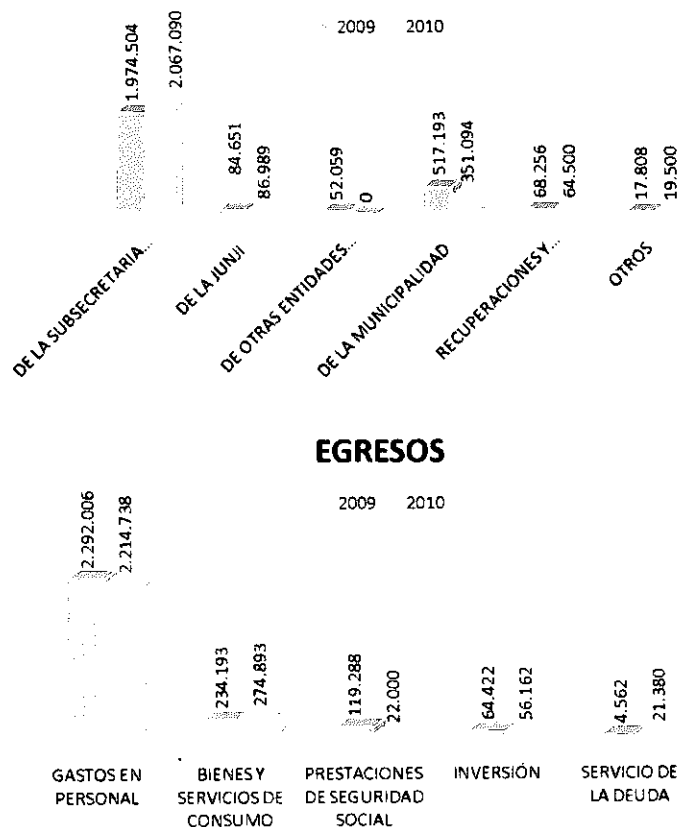 2009 2010
1.974.504 2.067.090
84.651 86.989
52.059 0
517.193 351.094
68.256 64.500
17.808 19.500
DE LA SUBSECRETARIA...
DE LA JUNJI
DE OTRAS ENTIDADES...
DE LA MUNICIPALIDAD
RECUPERACIONES Y...
OTROS
EGRESOS
2009 2010
2.292.006 2.214.738
234.193 274.893
119.288 22.000
64.422 56.162
4.562 21.380
GASTOS EN
PERSONAL
BIENES Y
SERVICIOS DE
CONSUMO
PRESTACIONES
DE SEGURIDAD
SOCIAL
INVERSIÓN
SERVICIO DE
LA DEUDA